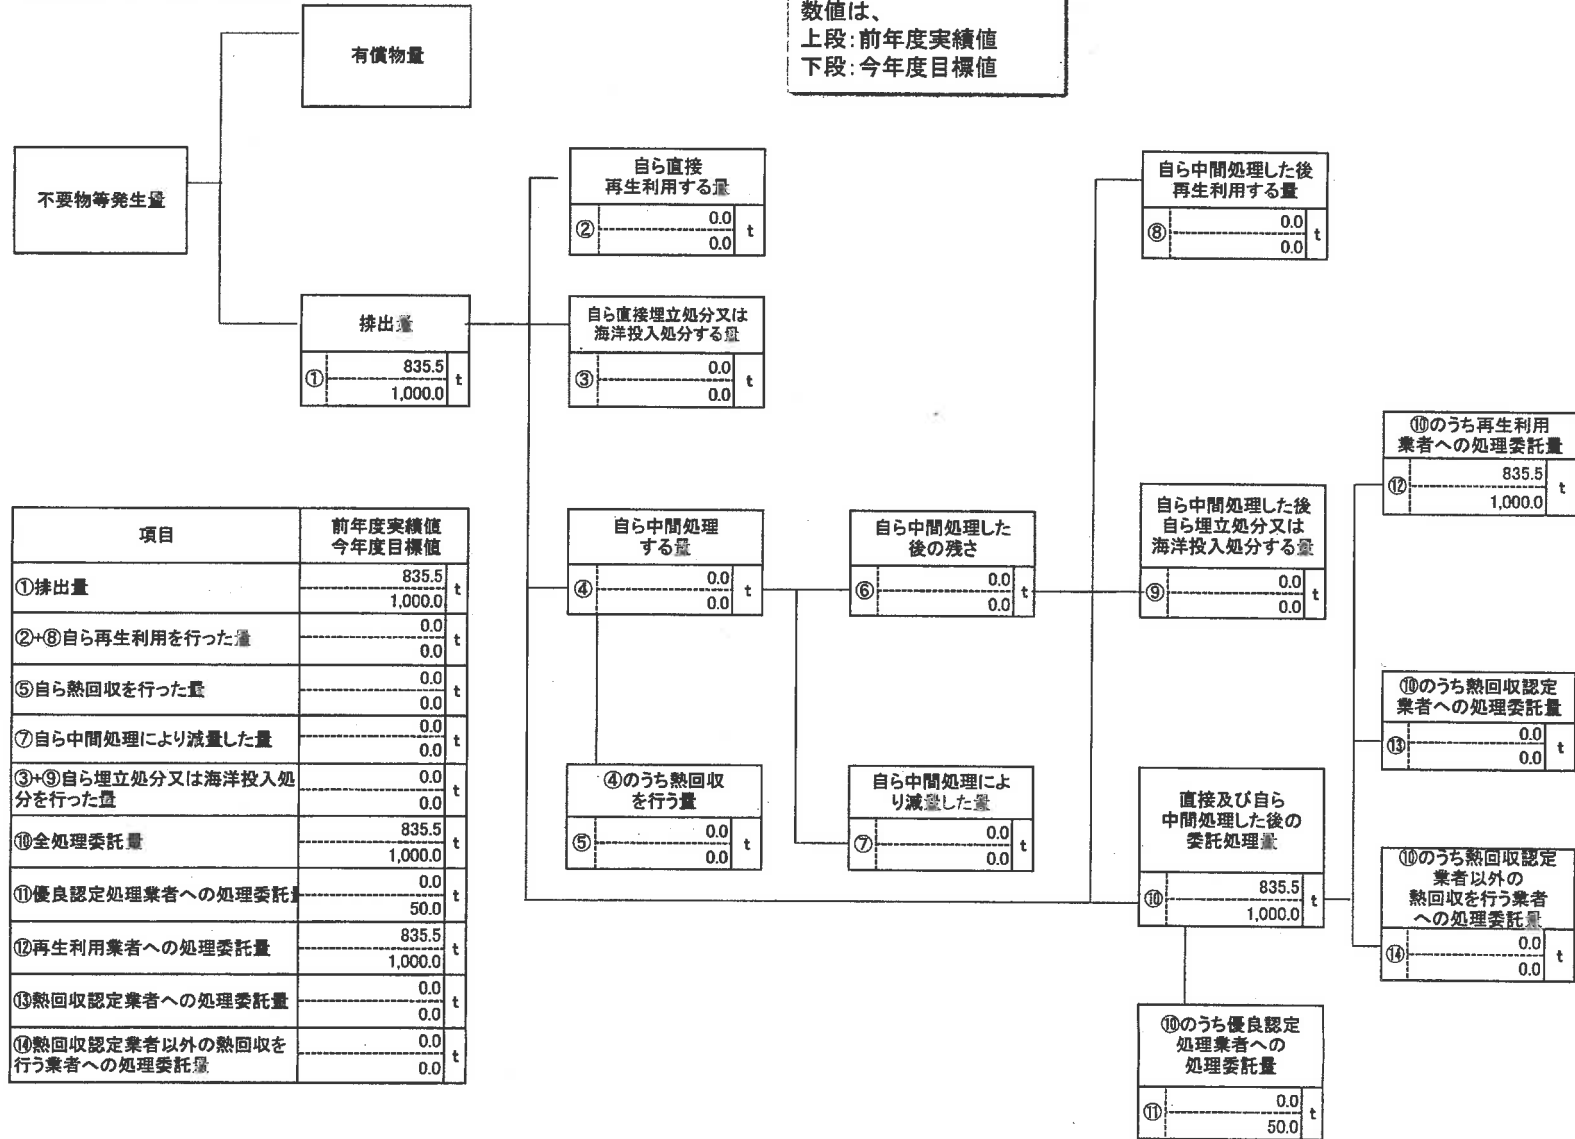 数値は、
上段:前年度実績値
下段:今年度目標値
有償物量
不要物等発生量
排出量
①
835.5
1,000.0
t
自ら直接
再生利用する量
②
0.0
0.0
t
自ら直接埋立処分又は
海洋投入処分する量
③
0.0
0.0
t
自ら中間処理
する量
④
0.0
0.0
t
④のうち熱回収
を行う量
⑤
0.0
0.0
t
自ら中間処理した
後の残さ
⑥
0.0
0.0
t
自ら中間処理によ
り減量した量
⑦
0.0
0.0
t
自ら中間処理した後
再生利用する量
⑧
0.0
0.0
t
自ら中間処理した後
自ら埋立処分又は
海洋投入処分する量
⑨
0.0
0.0
t
直接及び自ら
中間処理した後の
委託処理量
⑩
835.5
1,000.0
t
⑩のうち優良認定
処理業者への
処理委託量
⑪
0.0
50.0
t
⑩のうち再生利用
業者への処理委託量
⑫
835.5
1,000.0
t
⑩のうち熱回収認定
業者への処理委託量
⑬
0.0
0.0
t
⑩のうち熱回収認定
業者以外の
熱回収を行う業者
への処理委託量
⑭
0.0
0.0
t
項目
前年度実績値
今年度目標値
①排出量
835.5
1,000.0
t
②+⑧自ら再生利用を行った量
0.0
0.0
t
⑤自ら熱回収を行った量
0.0
0.0
t
⑦自ら中間処理により減量した量
0.0
0.0
t
③+⑨自ら埋立処分又は海洋投入処
分を行った量
0.0
0.0
t
⑩全処理委託量
835.5
1,000.0
t
⑪優良認定処理業者への処理委託量
0.0
50.0
t
⑫再生利用業者への処理委託量
835.5
1,000.0
t
⑬熱回収認定業者への処理委託量
0.0
0.0
t
⑭熱回収認定業者以外の熱回収を
行う業者への処理委託量
0.0
0.0
t